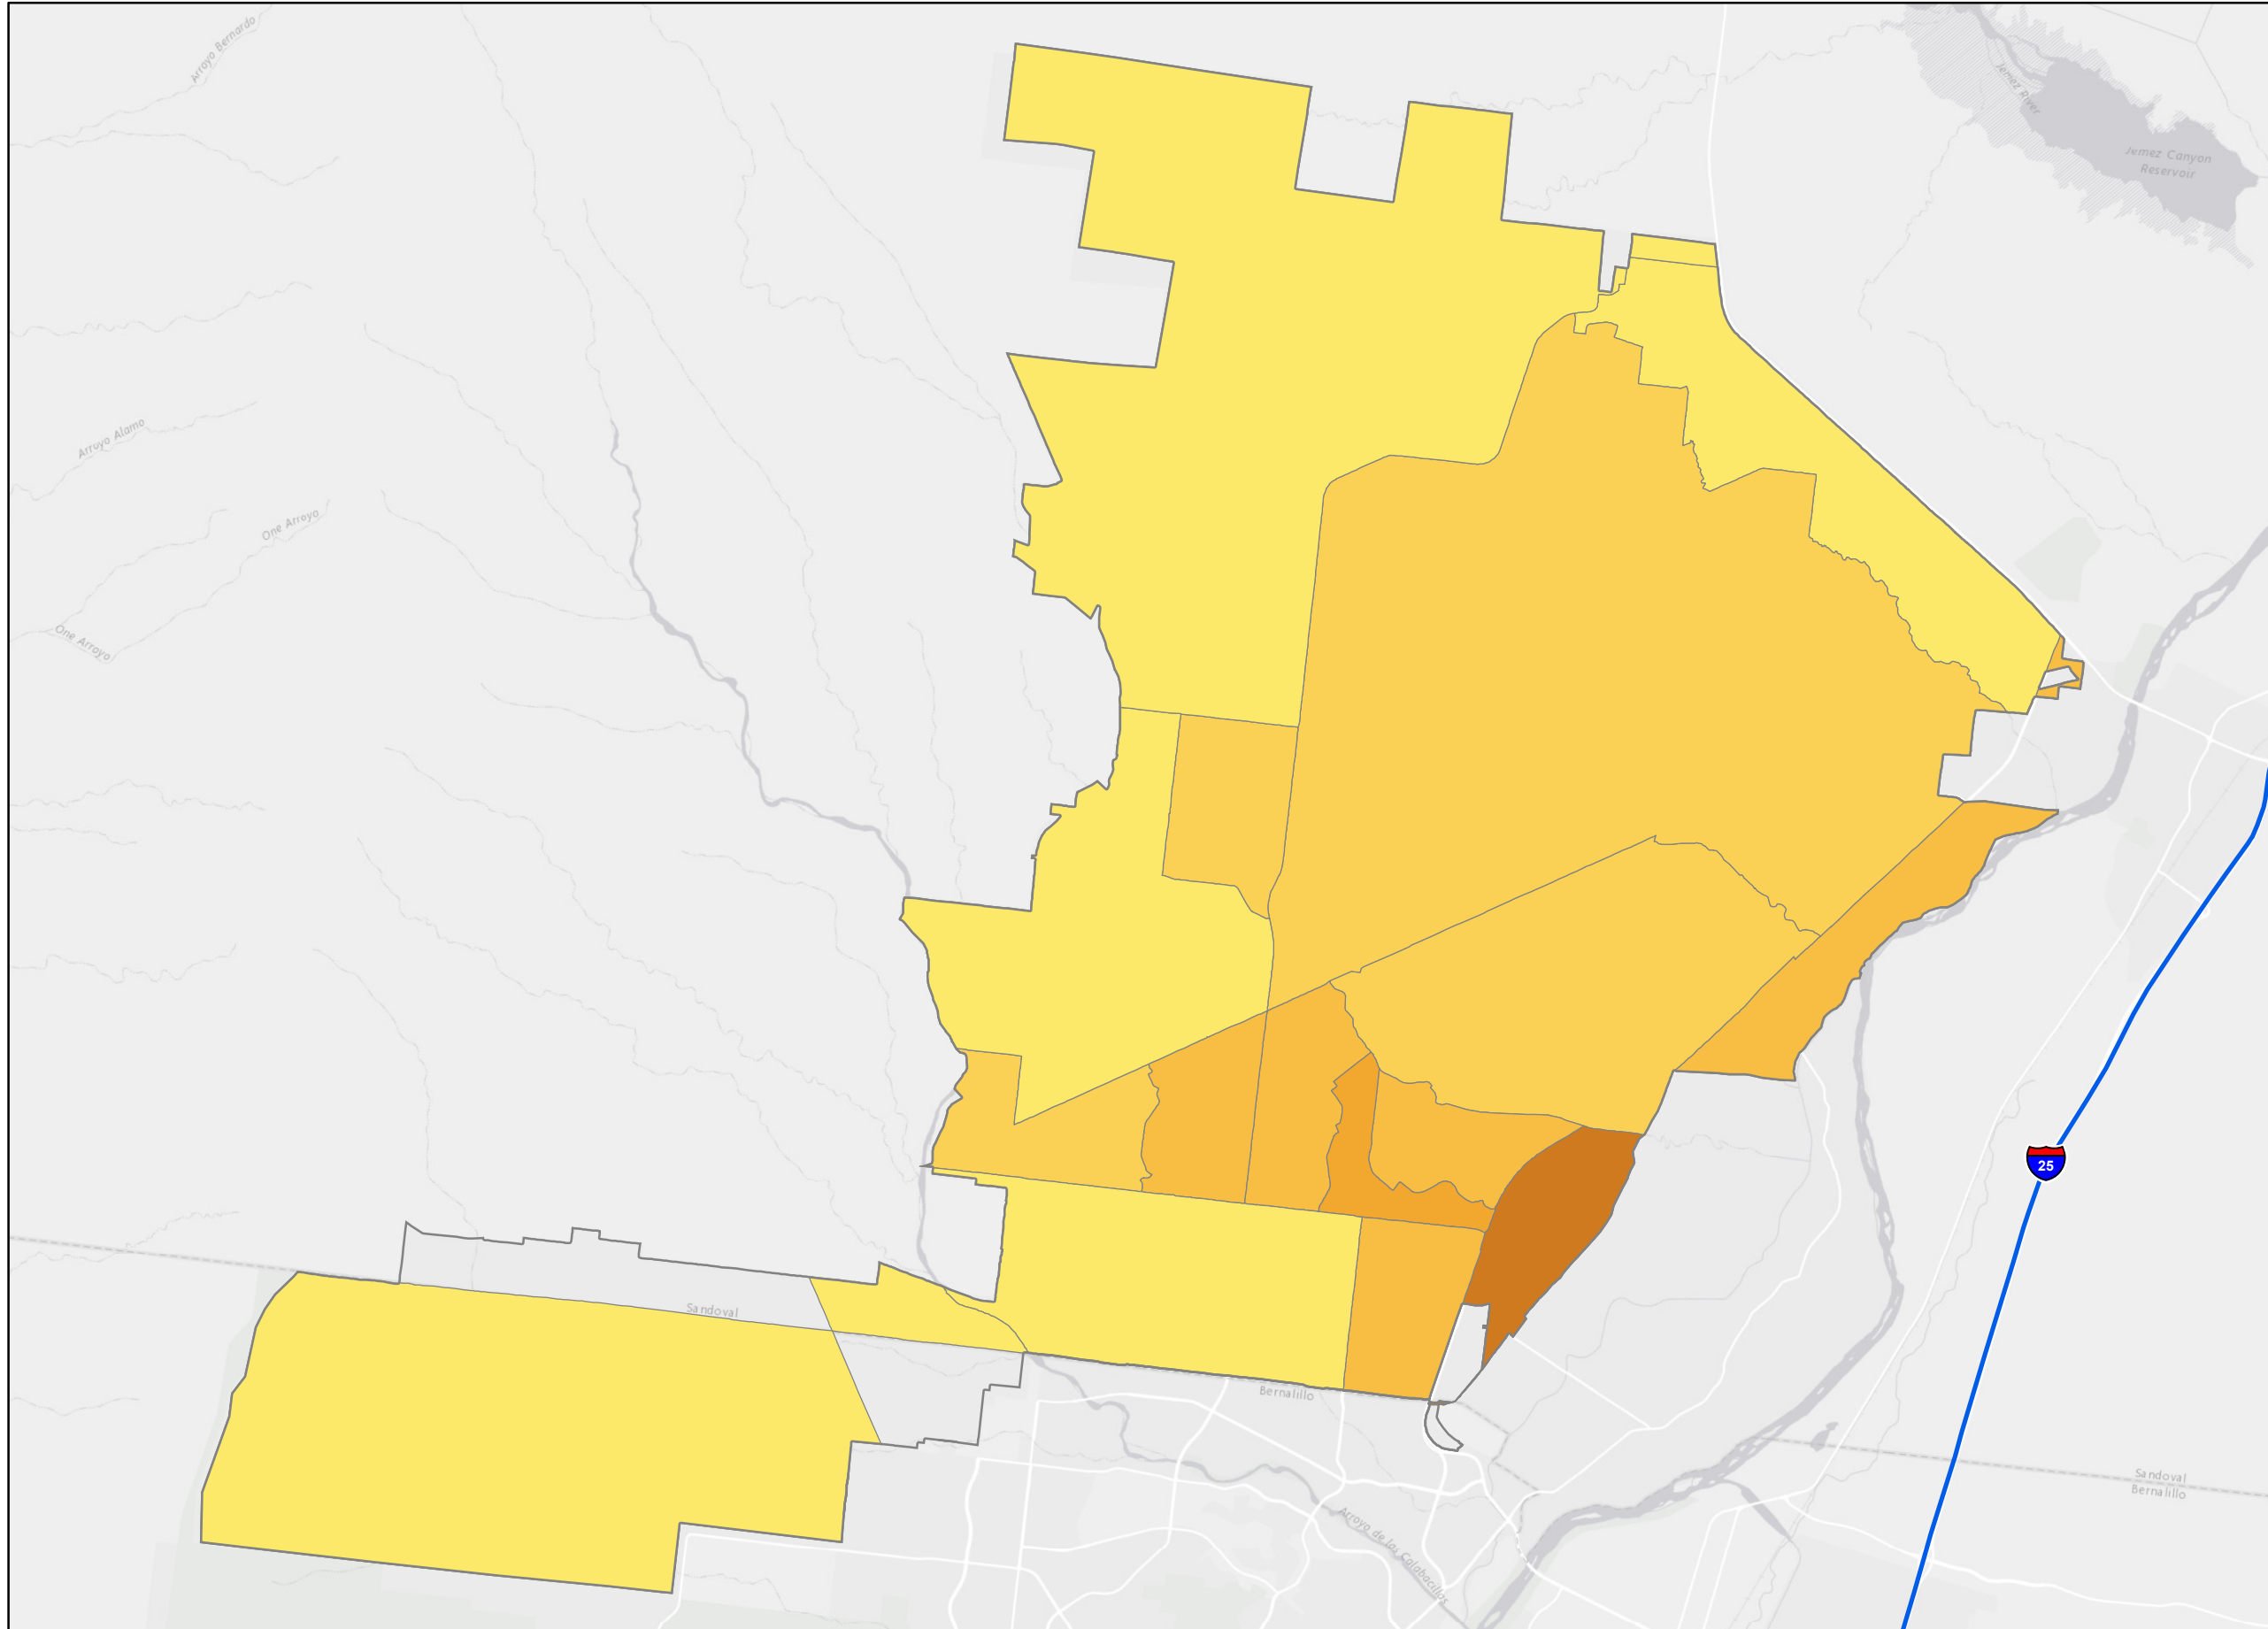 Arroyo Bernardo
Jemez River
Jemez Canyon
Reservoir
Arroyo Alamo
One Arroyo
One Arroyo
25
Sandoval
Bernalillo
Sandoval
Bernalillo
Arroyo de las Calabacillas